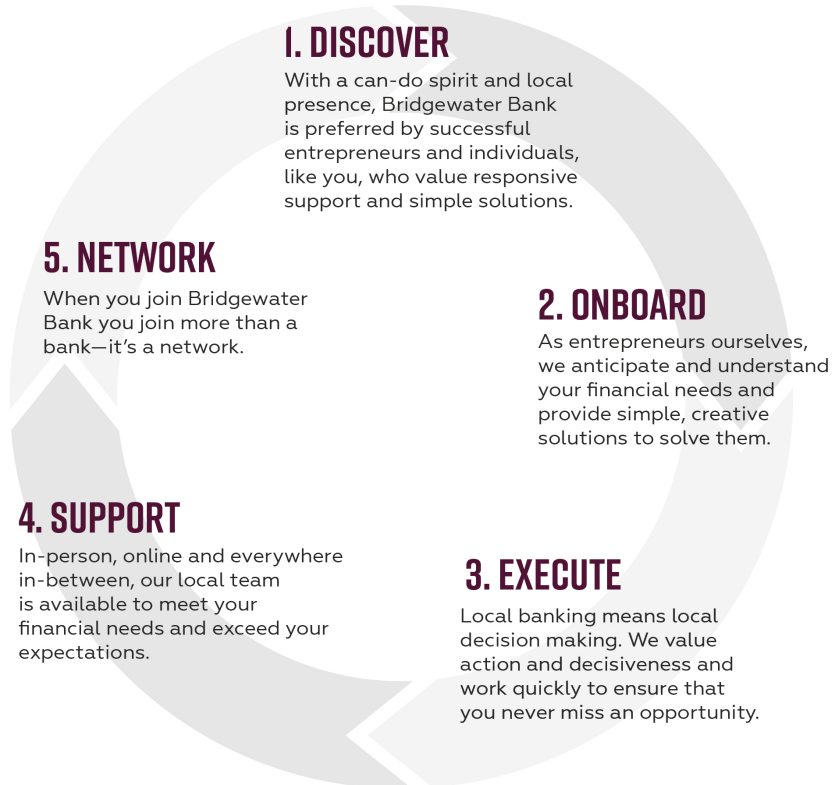 1. DISCOVER
With a can-do spirit and local
presence, Bridgewater Bank
is preferred by successful
entrepreneurs and individuals,
like you, who value responsive
support and simple solutions.
2. ONBOARD
As entrepreneurs ourselves,
we anticipate and understand
your financial needs and
provide simple, creative
solutions to solve them.
3. EXECUTE
Local banking means local
decision making. We value
action and decisiveness and
work quickly to ensure that
you never miss an opportunity.
4. SUPPORT
In-person, online and everywhere
in-between, our local team
is available to meet your
financial needs and exceed your
expectations.
5. NETWORK
When you join Bridgewater
Bank you join more than a
bank—it’s a network.